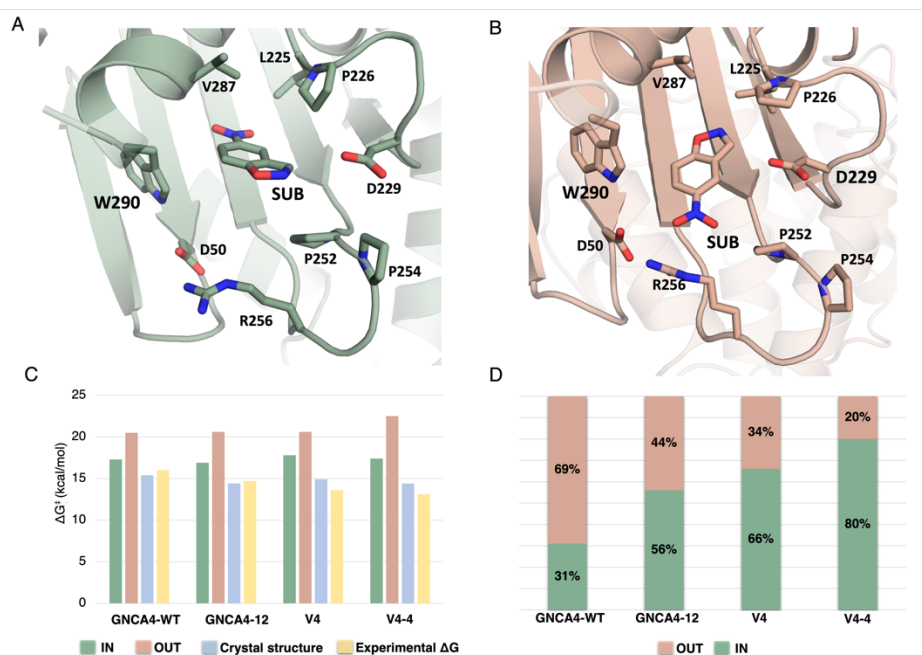 A
V287
L225
P226
W290
SUB
D229
D50
P252
P254
R256
B
V287
L225
P226
W290
D229
SUB
D50
P252
P254
R256
C
ΔG‡ (kcal/mol)
25
20
15
10
5
0
GNCA4-WT GNCA4-12 V4 V4-4
IN OUT Crystal structure Experimental ΔG
D
69% 44% 34% 20%
31% 56% 66% 80%
GNCA4-WT GNCA4-12 V4 V4-4
OUT IN